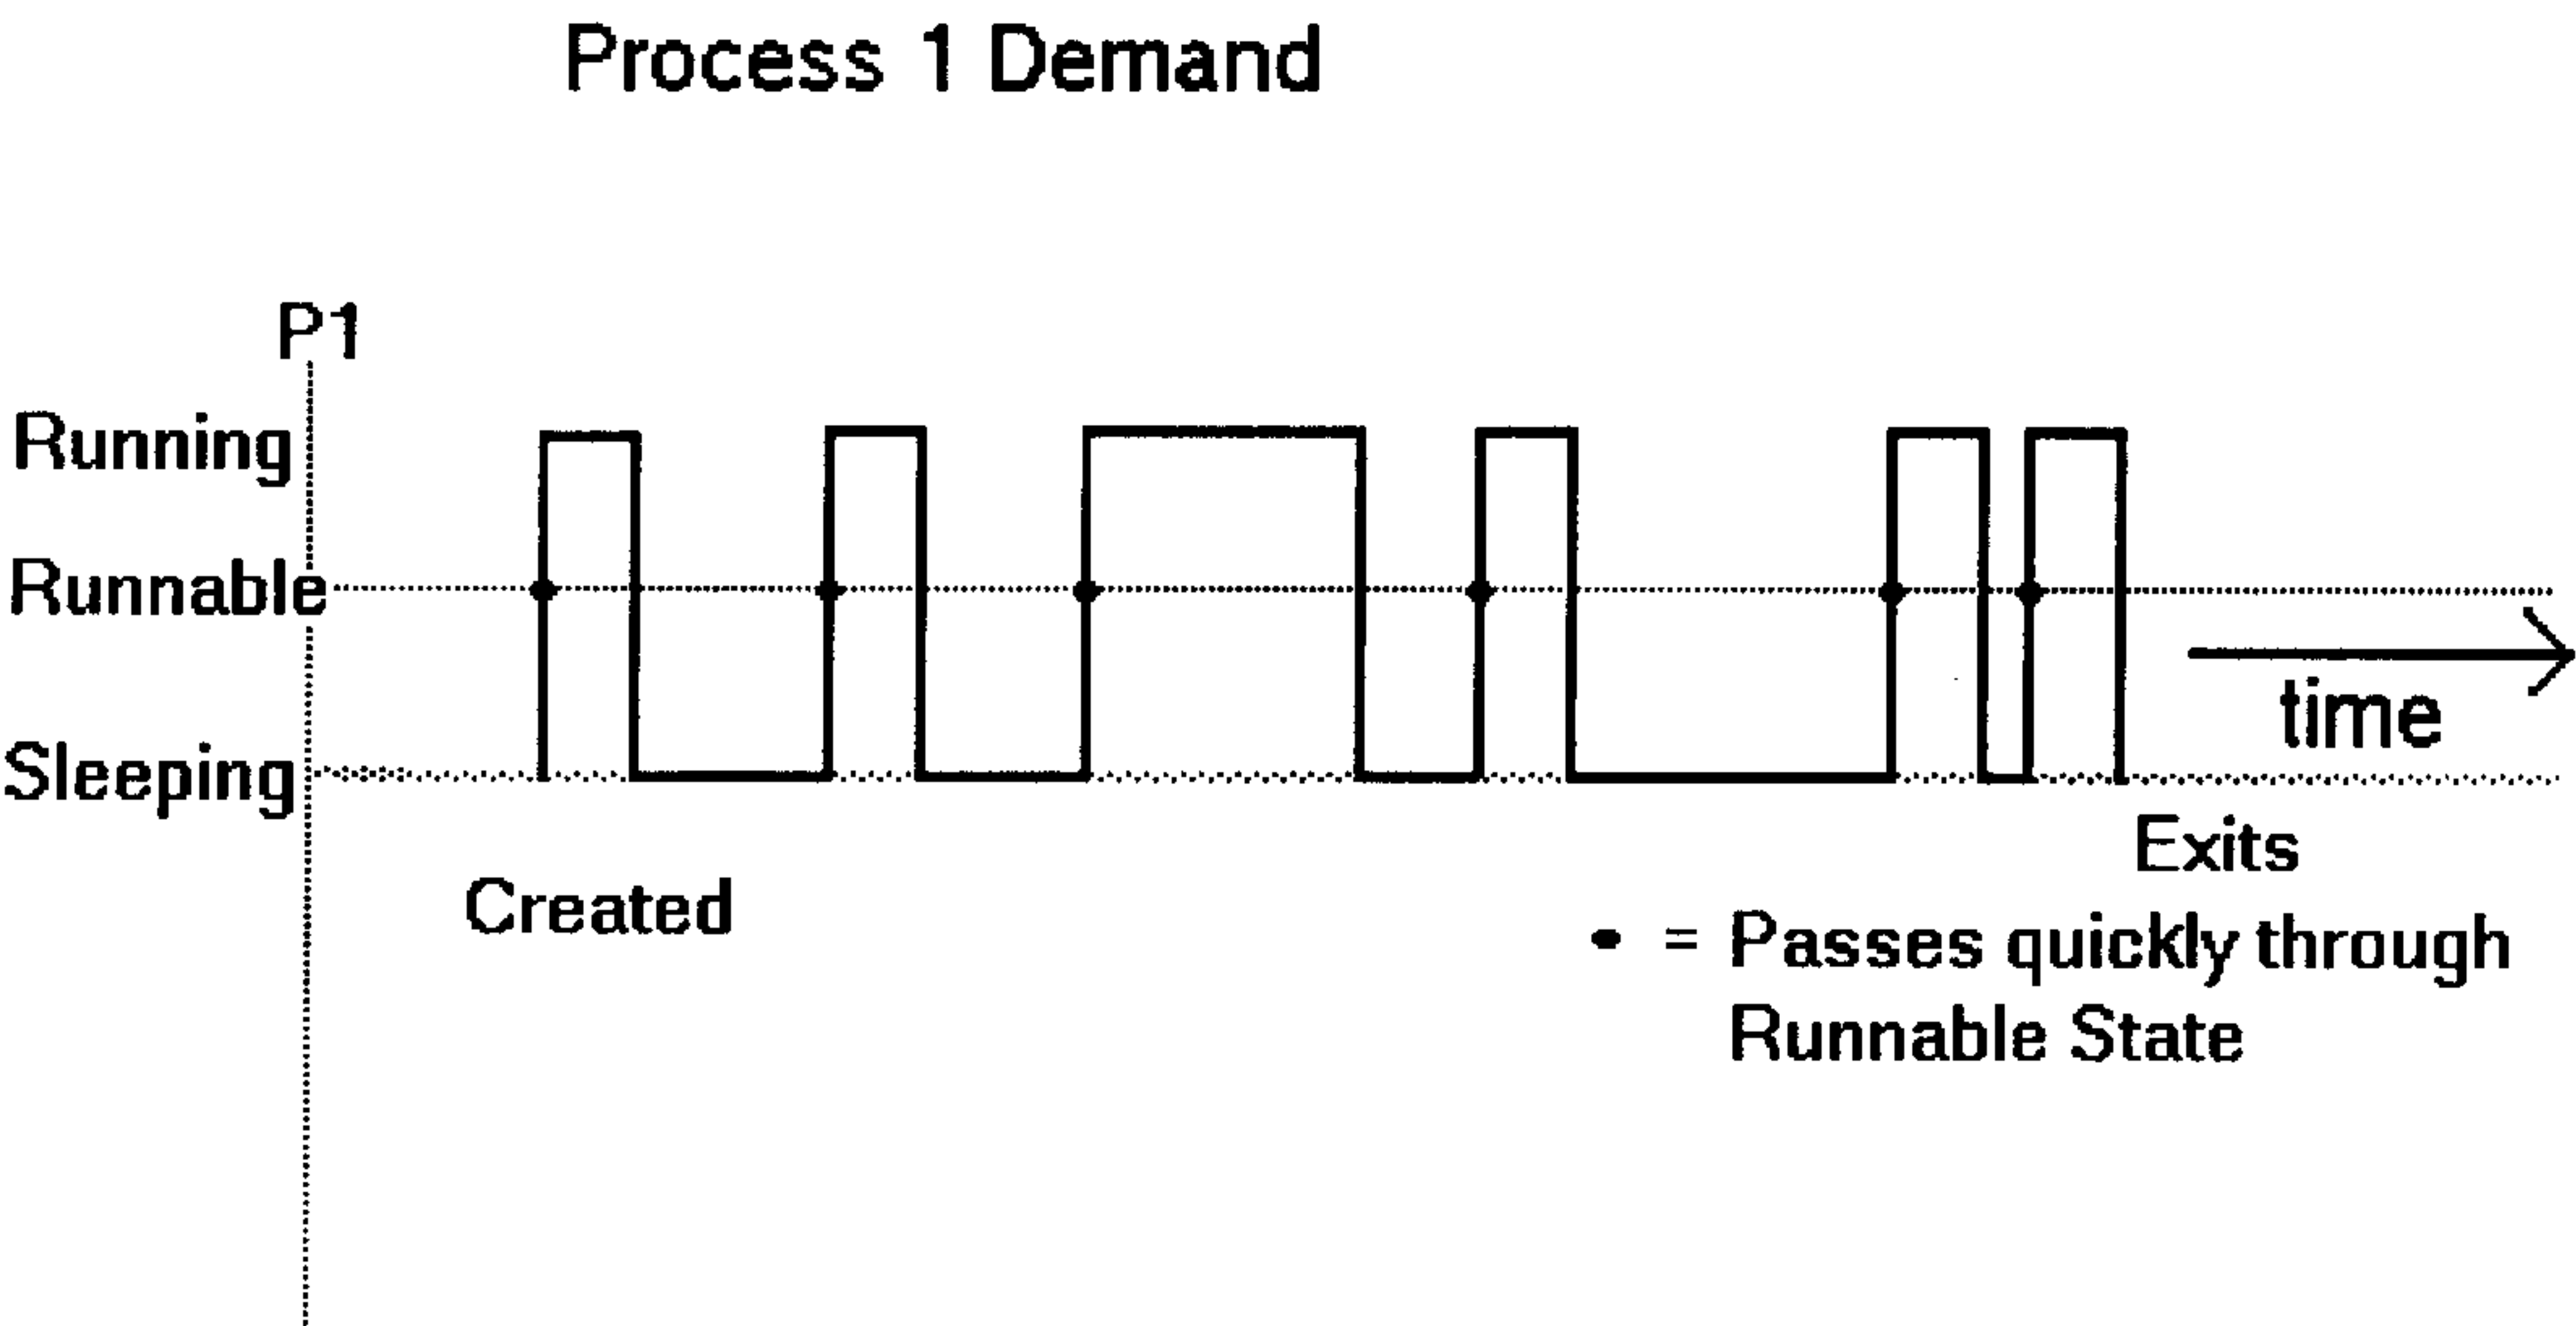 Process 1 Demand
P1
Running
Runnable
time
Sleeping
Exits
Created
• = Passes quickly through
Runnable State